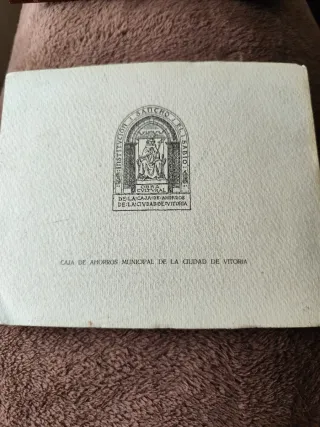 INSTITUCION SANCHO EL SABIO
OBRA
CULTURAL
DE LA CAJA DE AHORROS
DE LA CIUDAD DE VITORIA
CAJA DE AHORROS MUNICIPAL DE LA CIUDAD DE VITORIA